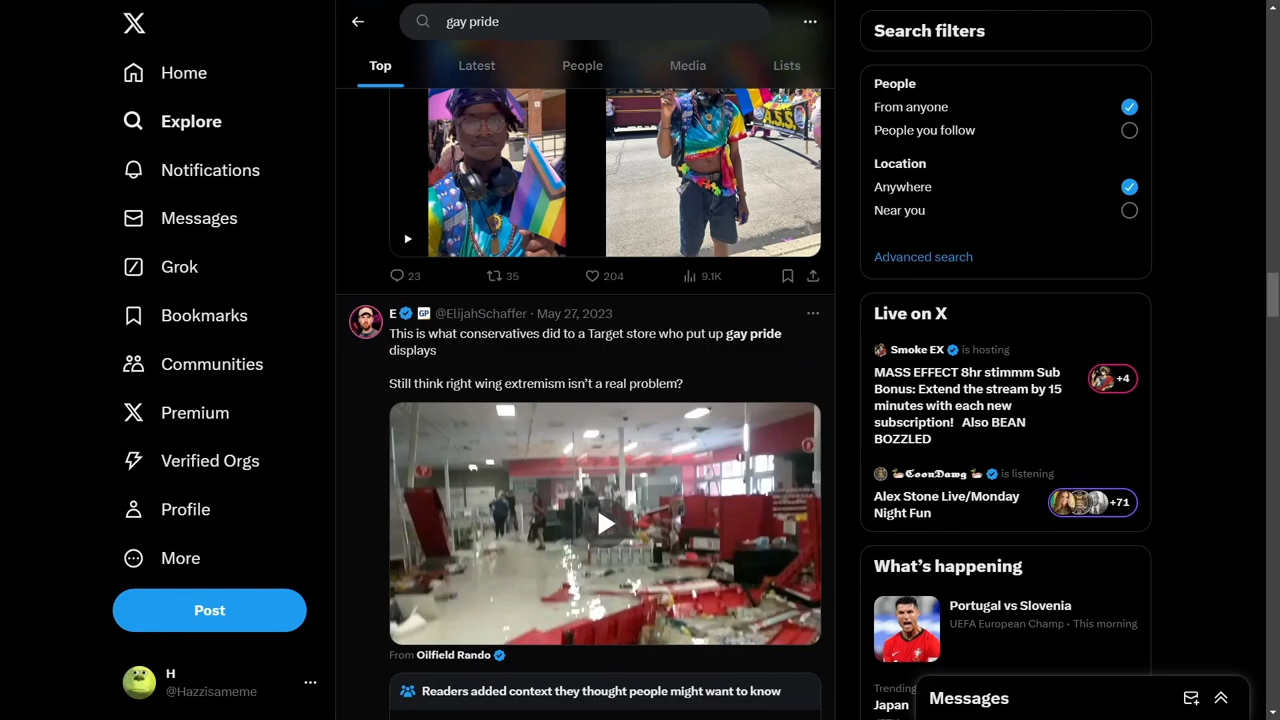 Home
Explore
Notifications
Messages
Grok
Bookmarks
Communities
Premium
Verified Orgs
Profile
More
Post
H
@Hazzisameme
gay pride
Top
Latest
People
Media
Lists
A.S.S.
23
35
204
9.1K
E GP @ElijahSchaffer · May 27, 2023
This is what conservatives did to a Target store who put up gay pride
displays
Still think right wing extremism isn’t a real problem?
From Oilfield Rando
Readers added context they thought people might want to know
Search filters
People
From anyone
People you follow
Location
Anywhere
Near you
Advanced search
Live on X
Smoke EX is hosting
MASS EFFECT 8hr stimmm Sub
Bonus: Extend the stream by 15
minutes with each new
subscription! Also BEAN
BOZZLED
+4
🦢𝕮𝖔𝖔𝖓𝕯𝖆𝖜𝖌 🦢 is listening
Alex Stone Live/Monday
Night Fun
+71
What’s happening
Portugal vs Slovenia
UEFA European Champ · This morning
Trending
Japan
Messages